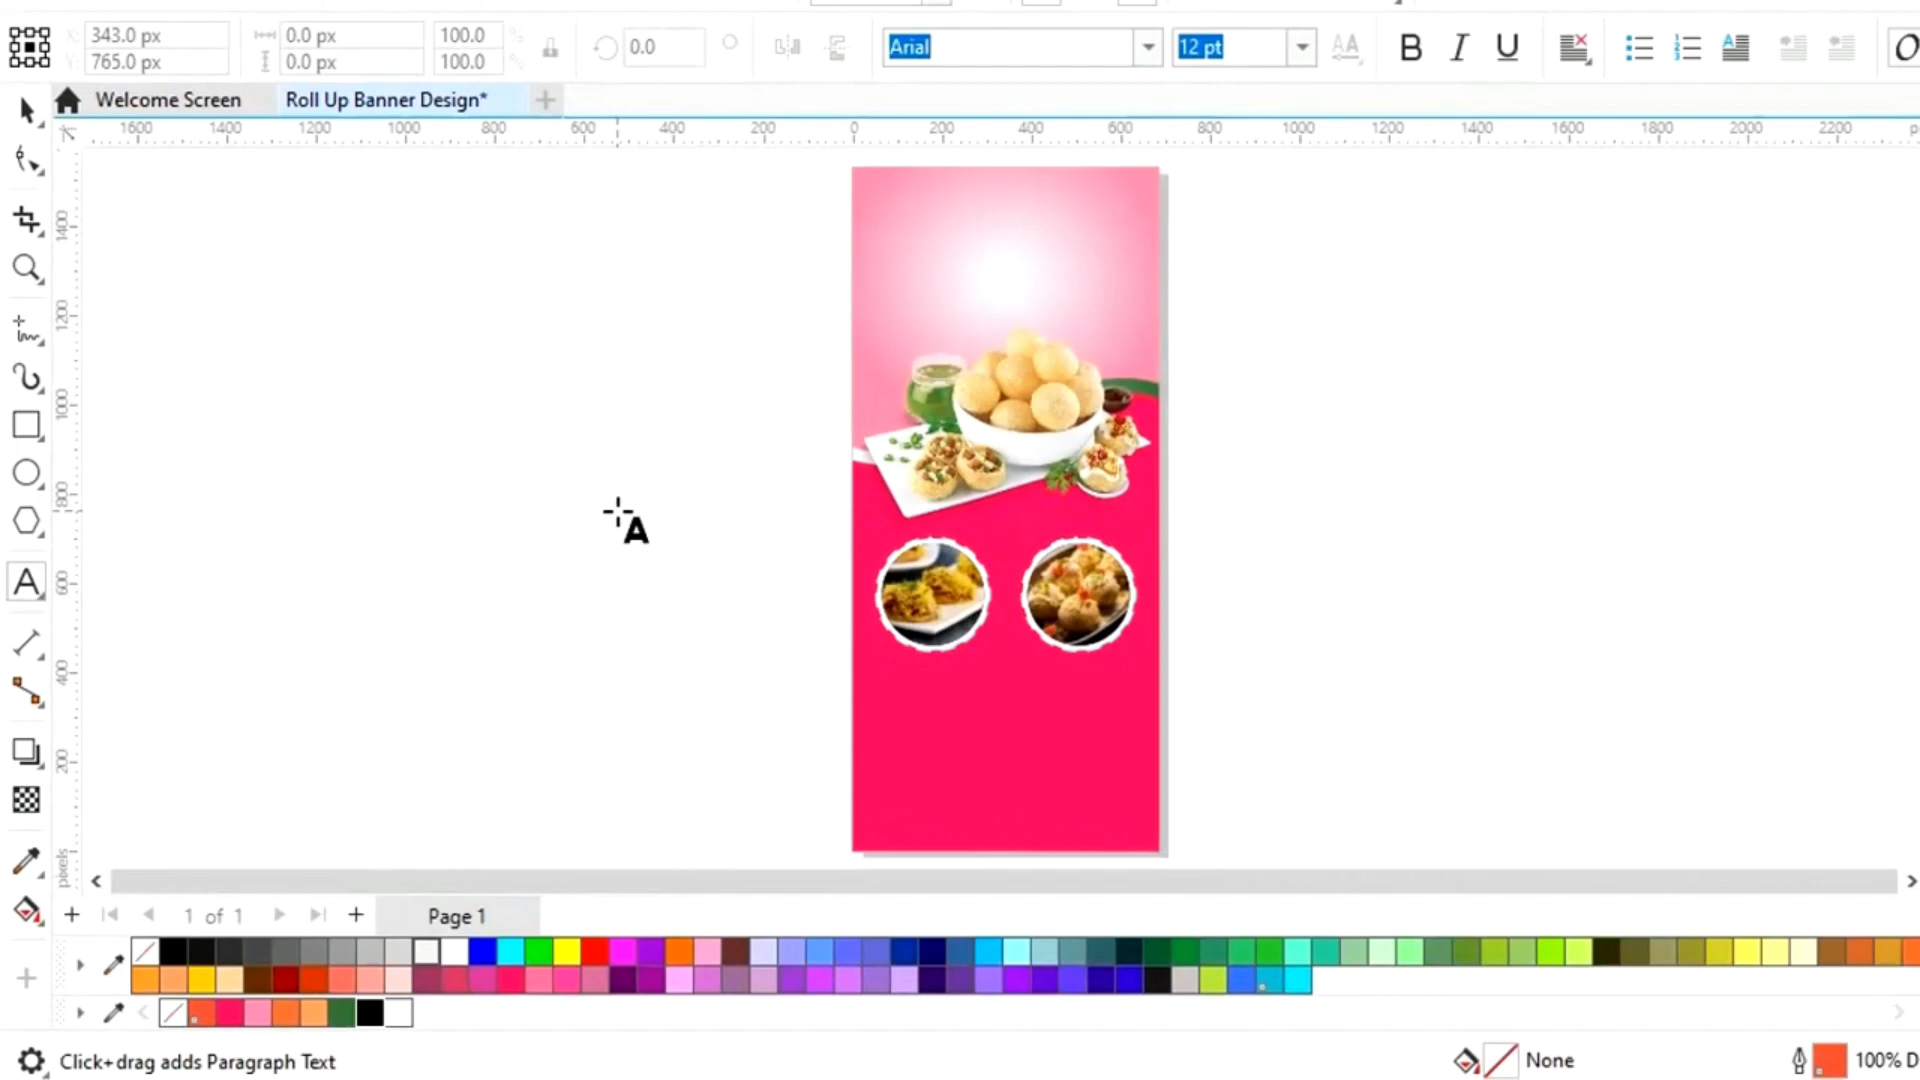 343.0 px 0.0 px 100.0
765.0 px 0.0 px 100.0
0.0
Arial
12 pt
B I U
Welcome Screen
Roll Up Banner Design*
1600 1400 1200 1000 800 600 400 200 0 200 400 600 800 1000 1200 1400 1600 1800 2000 2200
1400
1200
1000
800
600
400
200
pixels
1 of 1
Page 1
Click+drag adds Paragraph Text
None
100%